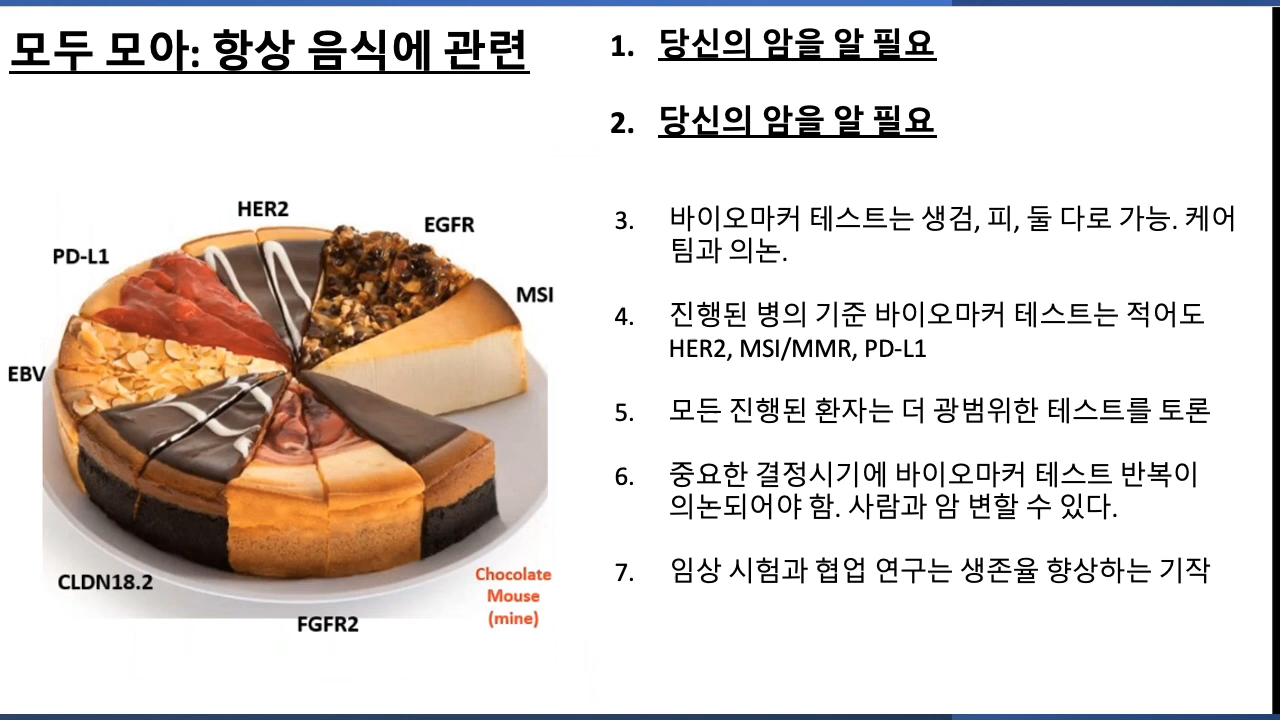 모두 모아: 항상 음식에 관련
HER2
EGFR
PD-L1
MSI
EBV
CLDN18.2
FGFR2
Chocolate
Mouse
(mine)
1. 당신의 암을 알 필요
2. 당신의 암을 알 필요
3. 바이오마커 테스트는 생검, 피, 둘 다로 가능. 케어
팀과 의논.
4. 진행된 병의 기준 바이오마커 테스트는 적어도
HER2, MSI/MMR, PD-L1
5. 모든 진행된 환자는 더 광범위한 테스트를 토론
6. 중요한 결정시기에 바이오마커 테스트 반복이
의논되어야 함. 사람과 암 변할 수 있다.
7. 임상 시험과 협업 연구는 생존율 향상하는 기작